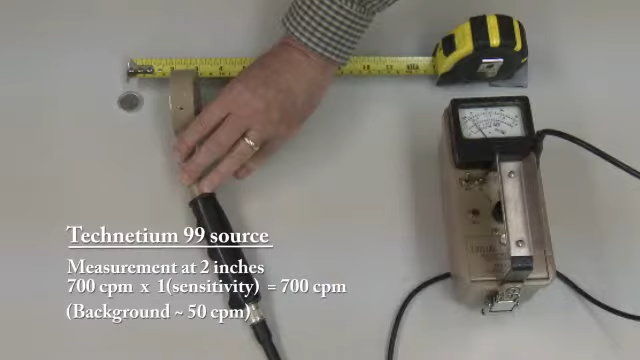 Technetium 99 source
Measurement at 2 inches
700 cpm x 1(sensitivity) = 700 cpm
(Background ~ 50 cpm)